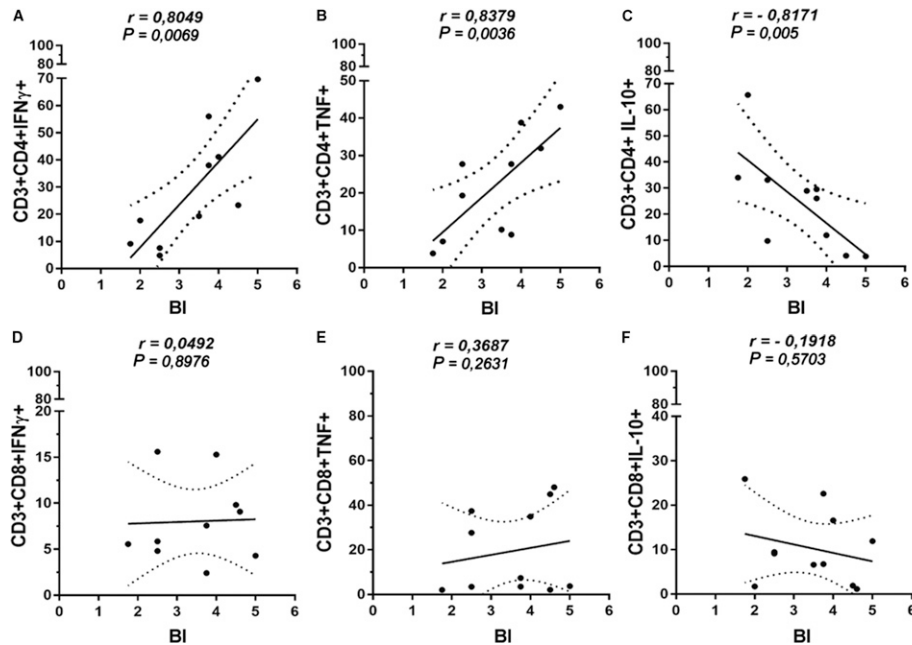 A
r = 0,8049
P = 0,0069
CD3+CD4+IFNγ+
100
80
70
60
50
40
30
20
10
0
0 1 2 3 4 5 6
BI
B
r = 0,8379
P = 0,0036
CD3+CD4+TNF+
100
80
50
40
30
20
10
0
0 1 2 3 4 5 6
BI
C
r = - 0,8171
P = 0,005
CD3+CD4+ IL-10+
100
80
70
60
50
40
30
20
10
0
0 1 2 3 4 5 6
BI
D
r = 0,0492
P = 0,8976
CD3+CD8+IFNγ+
100
80
20
15
10
5
0
0 1 2 3 4 5 6
BI
E
r = 0,3687
P = 0,2631
CD3+CD8+TNF+
100
80
60
40
20
0
0 1 2 3 4 5 6
BI
F
r = - 0,1918
P = 0,5703
CD3+CD8+IL-10+
100
80
40
30
20
10
0
0 1 2 3 4 5 6
BI